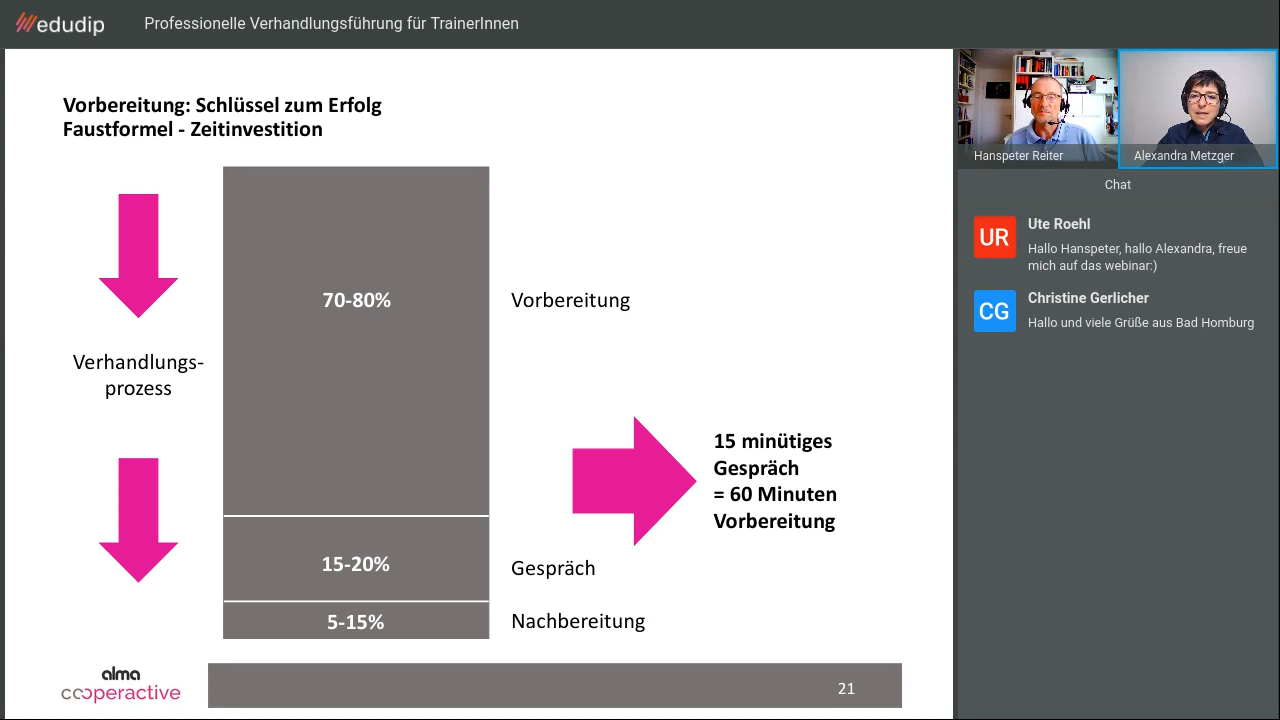 edudip
Professionelle Verhandlungsführung für TrainerInnen
Vorbereitung: Schlüssel zum Erfolg
Faustformel - Zeitinvestition
70-80%
Vorbereitung
Verhandlungs-
prozess
15 minütiges
Gespräch
= 60 Minuten
Vorbereitung
15-20%
Gespräch
5-15%
Nachbereitung
alma
cooperactive
21
Hanspeter Reiter
Alexandra Metzger
Chat
UR
Ute Roehl
Hallo Hanspeter, hallo Alexandra, freue
mich auf das webinar:)
CG
Christine Gerlicher
Hallo und viele Grüße aus Bad Homburg